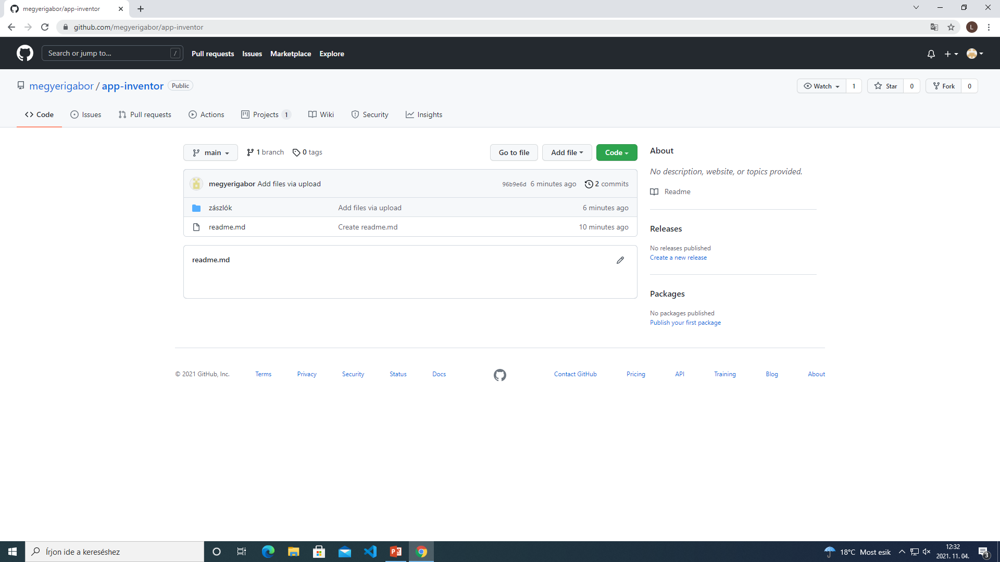 megyerigabor/app-inventor
github.com/megyerigabor/app-inventor
L
Search or jump to...
/
Pull requests
Issues
Marketplace
Explore
megyerigabor / app-inventor
Public
Watch
1
Star
0
Fork
0
Code
Issues
Pull requests
Actions
Projects 1
Wiki
Security
Insights
main
1 branch
0 tags
Go to file
Add file
Code
megyerigabor Add files via upload
96b9e6d 6 minutes ago
2 commits
zászlók
Add files via upload
6 minutes ago
readme.md
Create readme.md
10 minutes ago
readme.md
About
No description, website, or topics provided.
Readme
Releases
No releases published
Create a new release
Packages
No packages published
Publish your first package
© 2021 GitHub, Inc.
Terms
Privacy
Security
Status
Docs
Contact GitHub
Pricing
API
Training
Blog
About
Írjon ide a kereséshez
18°C Most esik
12:32
2021. 11. 04.
3